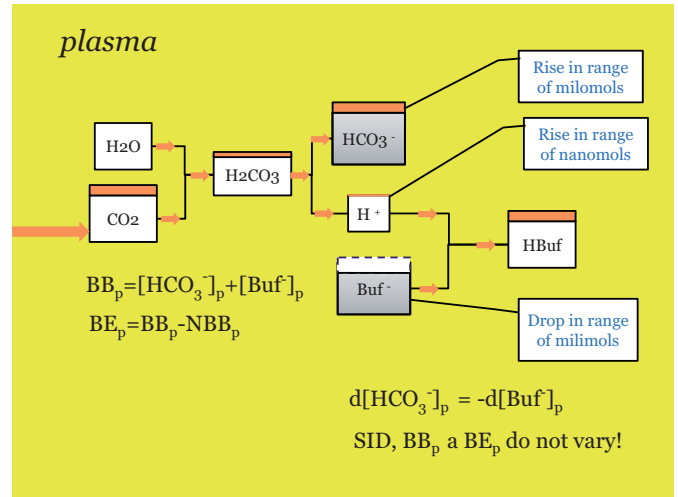 plasma
Rise in range
of milomols
HCO3 -
Rise in range
of nanomols
H2O
H2CO3
H +
CO2
HBuf
BBₚ=[HCO₃⁻]ₚ+[Buf⁻]ₚ
Buf -
BEₚ=BBₚ-NBBₚ
Drop in range
of milimols
d[HCO₃⁻]ₚ = -d[Buf⁻]ₚ
SID, BBₚ a BEₚ do not vary!